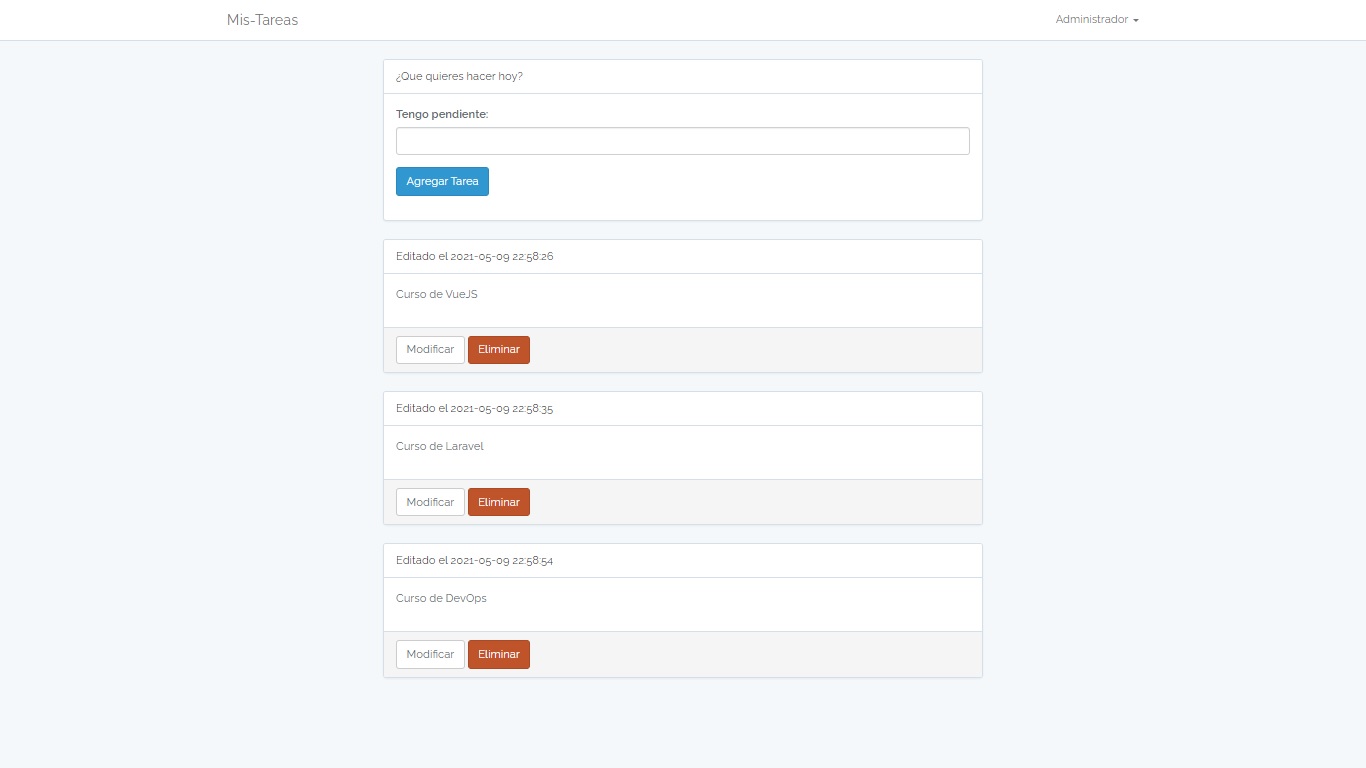 Mis-Tareas
Administrador
¿Que quieres hacer hoy?
Tengo pendiente:
Agregar Tarea
Editado el 2021-05-09 22:58:26
Curso de VueJS
Modificar Eliminar
Editado el 2021-05-09 22:58:35
Curso de Laravel
Modificar Eliminar
Editado el 2021-05-09 22:58:54
Curso de DevOps
Modificar Eliminar